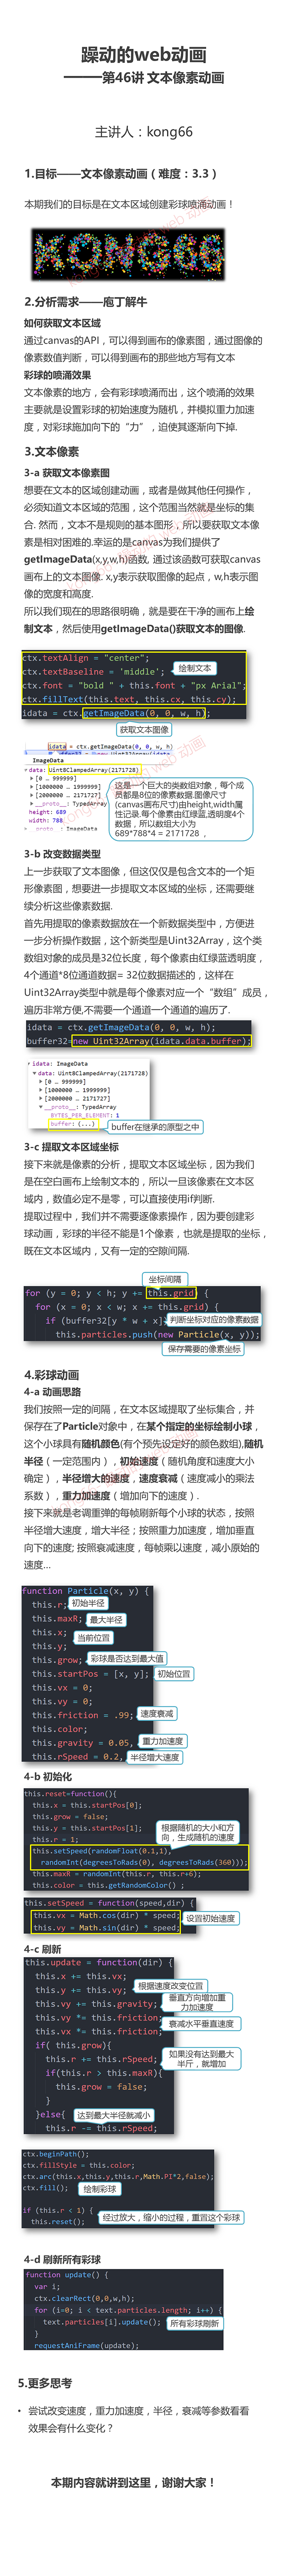 躁动的web动画
———第46讲 文本像素动画
主讲人：kong66
1.目标——文本像素动画（难度：3.3）
本期我们的目标是在文本区域创建彩球喷涌动画！
2.分析需求——庖丁解牛
如何获取文本区域
通过canvas的API，可以得到画布的像素图，通过图像的
像素数值判断，可以得到画布的那些地方写有文本
彩球的喷涌效果
文本像素的地方，会有彩球喷涌而出，这个喷涌的效果
主要就是设置彩球的初始速度为随机，并模拟重力加速
度，对彩球施加向下的“力”，迫使其逐渐向下掉.
3.文本像素
3-a 获取文本像素图
想要在文本的区域创建动画，或者是做其他任何操作，
必须知道文本区域的范围，这个范围当然就是坐标的集
合. 然而，文本不是规则的基本图形，所以要获取文本像
素是相对困难的.幸运的是canvas为我们提供了
getImageData(x,y,w,h)函数, 通过该函数可获取canvas
画布上的文本图像. x,y表示获取图像的起点，w,h表示图
像的宽度和高度.
所以我们现在的思路很明确，就是要在干净的画布上绘
制文本，然后使用getImageData()获取文本的图像.
ctx.textAlign = "center";
ctx.textBaseline = 'middle';
绘制文本
ctx.font = "bold " + this.font + "px Arial";
ctx.fillText(this.text, this.cx, this.cy);
idata = ctx.getImageData(0, 0, w, h);
获取文本图像
idata = ctx.getImageData(0, 0, w, h)
ImageData
data: Uint8ClampedArray(2171728)
[0 … 999999]
[1000000 … 1999999]
[2000000 … 2171727]
__proto__: TypedArray
height: 689
width: 788
__proto__: ImageData
这是一个巨大的类数组对象，每个成
员都是8位的像素数据.图像尺寸
(canvas画布尺寸)由height,width属
性记录.每个像素由红绿蓝,透明度4个
数据，所以数组大小为
689*788*4 = 2171728 ，
3-b 改变数据类型
上一步获取了文本图像，但这仅仅是包含文本的一个矩
形像素图，想要进一步提取文本区域的坐标，还需要继
续分析这些像素数据.
首先用提取的像素数据放在一个新数据类型中，方便进
一步分析操作数据，这个新类型是Uint32Array，这个类
数组对象的成员是32位长度，每个像素由红绿蓝透明度，
4个通道*8位通道数据= 32位数据描述的，这样在
Uint32Array类型中就是每个像素对应一个“数组”成员，
遍历非常方便,不需要一个通道一个通道的遍历了.
idata = ctx.getImageData(0, 0, w, h);
buffer32=new Uint32Array(idata.data.buffer);
idata: ImageData
data: Uint8ClampedArray(2171728)
[0 … 999999]
[1000000 … 1999999]
[2000000 … 2171727]
__proto__: TypedArray
BYTES_PER_ELEMENT: 1
buffer: (...)
buffer在继承的原型之中
3-c 提取文本区域坐标
接下来就是像素的分析，提取文本区域坐标，因为我们
是在空白画布上绘制文本的，所以一旦该像素在文本区
域内，数值必定不是零，可以直接使用if判断.
提取过程中，我们并不需要逐像素操作，因为要创建彩
球动画，彩球的半径不能是1个像素，也就是提取的坐标，
既在文本区域内，又有一定的空隙间隔.
坐标间隔
for (y = 0; y < h; y += this.grid) {
for (x = 0; x < w; x += this.grid) {
if (buffer32[y * w + x])
判断坐标对应的像素数据
this.particles.push(new Particle(x, y));
保存需要的像素坐标
4.彩球动画
4-a 动画思路
我们按照一定的间隔，在文本区域提取了坐标集合，并
保存在了Particle对象中，在某个指定的坐标绘制小球，
这个小球具有随机颜色(有个预先设定好的颜色数组),随机
半径（一定范围内），初始速度（随机角度和速度大小
确定），半径增大的速度，速度衰减（速度减小的乘法
系数），重力加速度（增加向下的速度）.
接下来就是老调重弹的每帧刷新每个小球的状态，按照
半径增大速度，增大半径；按照重力加速度，增加垂直
向下的速度; 按照衰减速度，每帧乘以速度，减小原始的
速度…
function Particle(x, y) {
this.r;
初始半径
this.maxR;
最大半径
this.x;
当前位置
this.y;
this.grow;
彩球是否达到最大值
this.startPos = [x, y];
初始位置
this.vx = 0;
this.vy = 0;
this.friction = .99;
速度衰减
this.color;
this.gravity = 0.05,
重力加速度
this.rSpeed = 0.2,
半径增大速度
4-b 初始化
this.reset=function(){
this.x = this.startPos[0];
this.grow = false;
this.y = this.startPos[1];
this.r = 1;
根据随机的大小和方
向，生成随机的速度
this.setSpeed(randomFloat(0.1,1),
randomInt(degreesToRads(0), degreesToRads(360)));
this.maxR = randomInt(this.r, this.r+6);
this.color = this.getRandomColor() ;
this.setSpeed = function(speed,dir) {
this.vx = Math.cos(dir) * speed;
this.vy = Math.sin(dir) * speed;
设置初始速度
4-c 刷新
this.update = function(dir) {
this.x += this.vx;
this.y += this.vy;
根据速度改变位置
this.vy += this.gravity;
垂直方向增加重
力加速度
this.vy *= this.friction;
this.vx *= this.friction;
衰减水平垂直速度
if( this.grow){
this.r += this.rSpeed;
if(this.r > this.maxR){
如果没有达到最大
半斤，就增加
this.grow = false;
}
}else{
达到最大半径就减小
this.r -= this.rSpeed;
ctx.beginPath();
ctx.fillStyle = this.color;
ctx.arc(this.x,this.y,this.r,Math.PI*2,false);
ctx.fill();
绘制彩球
if (this.r < 1) {
this.reset();
经过放大，缩小的过程，重置这个彩球
4-d 刷新所有彩球
function update() {
var i;
ctx.clearRect(0,0,w,h);
for (i=0; i < text.particles.length; i++) {
text.particles[i].update();
所有彩球刷新
}
requestAniFrame(update);
5.更多思考
• 尝试改变速度，重力加速度，半径，衰减等参数看看
效果会有什么变化？
本期内容就讲到这里，谢谢大家！